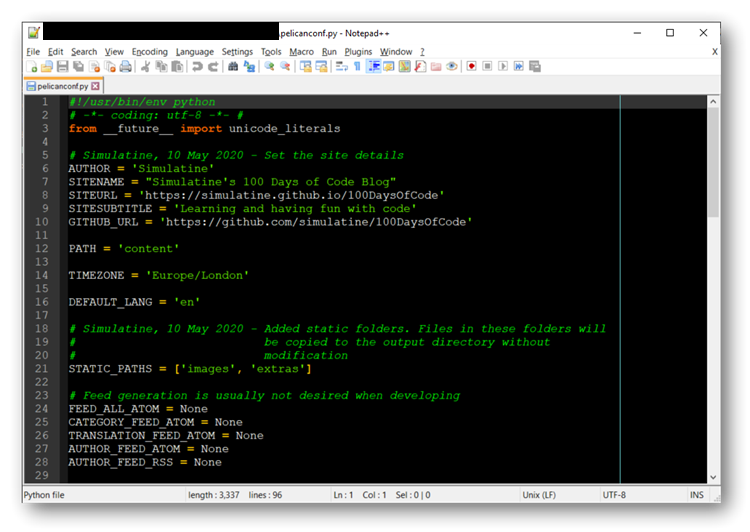 pelicanconf.py - Notepad++
File Edit Search View Encoding Language Settings Tools Macro Run Plugins Window ? X
pelicanconf.py
1 #!/usr/bin/env python
2 # -*- coding: utf-8 -*- #
3 from __future__ import unicode_literals
4
5 # Simulatine, 10 May 2020 - Set the site details
6 AUTHOR = 'Simulatine'
7 SITENAME = "Simulatine's 100 Days of Code Blog"
8 SITEURL = 'https://simulatine.github.io/100DaysOfCode'
9 SITESUBTITLE = 'Learning and having fun with code'
10 GITHUB_URL = 'https://github.com/simulatine/100DaysOfCode'
11
12 PATH = 'content'
13
14 TIMEZONE = 'Europe/London'
15
16 DEFAULT_LANG = 'en'
17
18 # Simulatine, 10 May 2020 - Added static folders. Files in these folders will
19 # be copied to the output directory without
20 # modification
21 STATIC_PATHS = ['images', 'extras']
22
23 # Feed generation is usually not desired when developing
24 FEED_ALL_ATOM = None
25 CATEGORY_FEED_ATOM = None
26 TRANSLATION_FEED_ATOM = None
27 AUTHOR_FEED_ATOM = None
28 AUTHOR_FEED_RSS = None
29
Python file length : 3,337 lines : 96 Ln : 1 Col : 1 Sel : 0 | 0 Unix (LF) UTF-8 INS